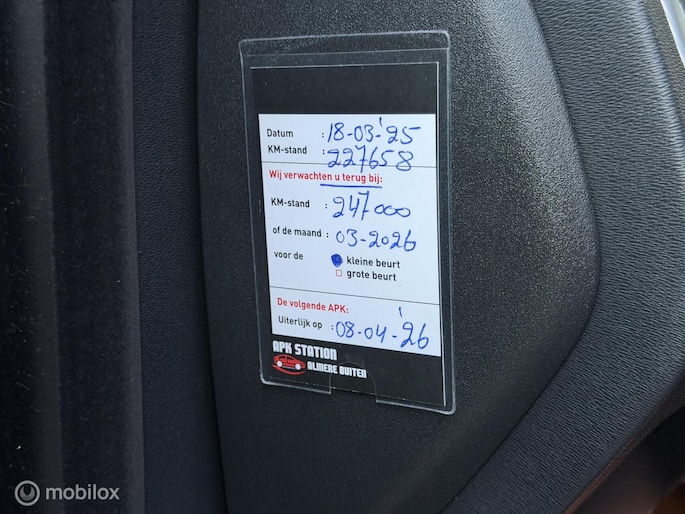 Datum : 18-03-'25
KM-stand : 227658
Wij verwachten u terug bij:
KM-stand : 247000
of de maand : 03-2026
voor de kleine beurt
grote beurt
De volgende APK:
Uiterlijk op : 08-04-'26
APK STATION
ALMERE BUITEN
mobilox